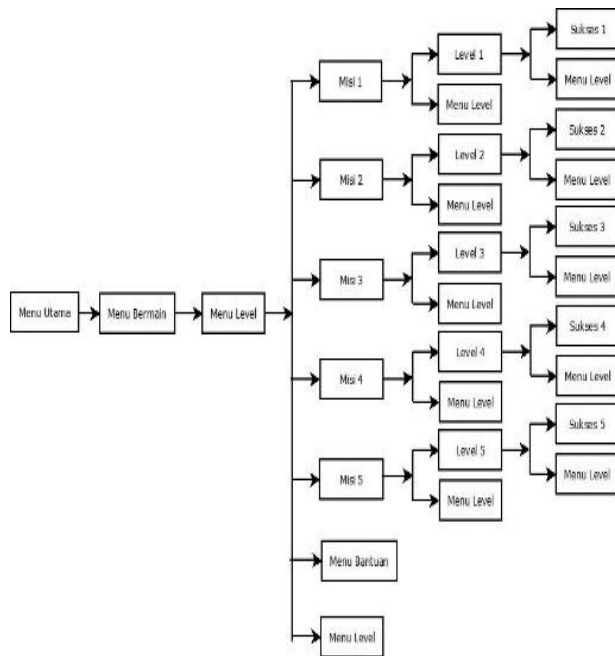 Sukses 1
Level 1
Misi 1
Menu Level
Menu Level
Sukses 2
Level 2
Misi 2
Menu Level
Menu Level
Sukses 3
Level 3
Misi 3
Menu Level
Menu Level
Menu Utama
Menu Bermain
Menu Level
Sukses 4
Level 4
Misi 4
Menu Level
Menu Level
Sukses 5
Level 5
Misi 5
Menu Level
Menu Level
Menu Bantuan
Menu Level